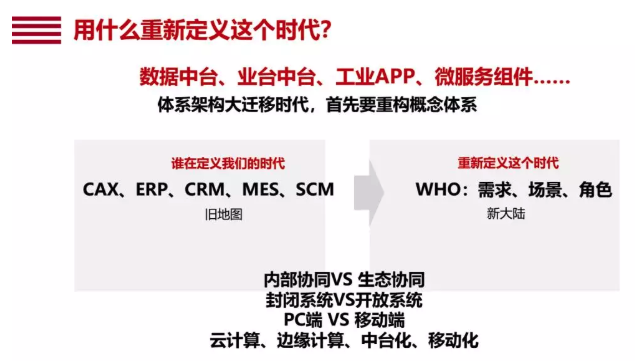 用什么重新定义这个时代？
数据中台、业台中台、工业APP、微服务组件……
体系架构大迁移时代，首先要重构概念体系
谁在定义我们的时代
CAX、ERP、CRM、MES、SCM
旧地图
重新定义这个时代
WHO：需求、场景、角色
新大陆
内部协同VS 生态协同
封闭系统VS开放系统
PC端 VS 移动端
云计算、边缘计算、中台化、移动化